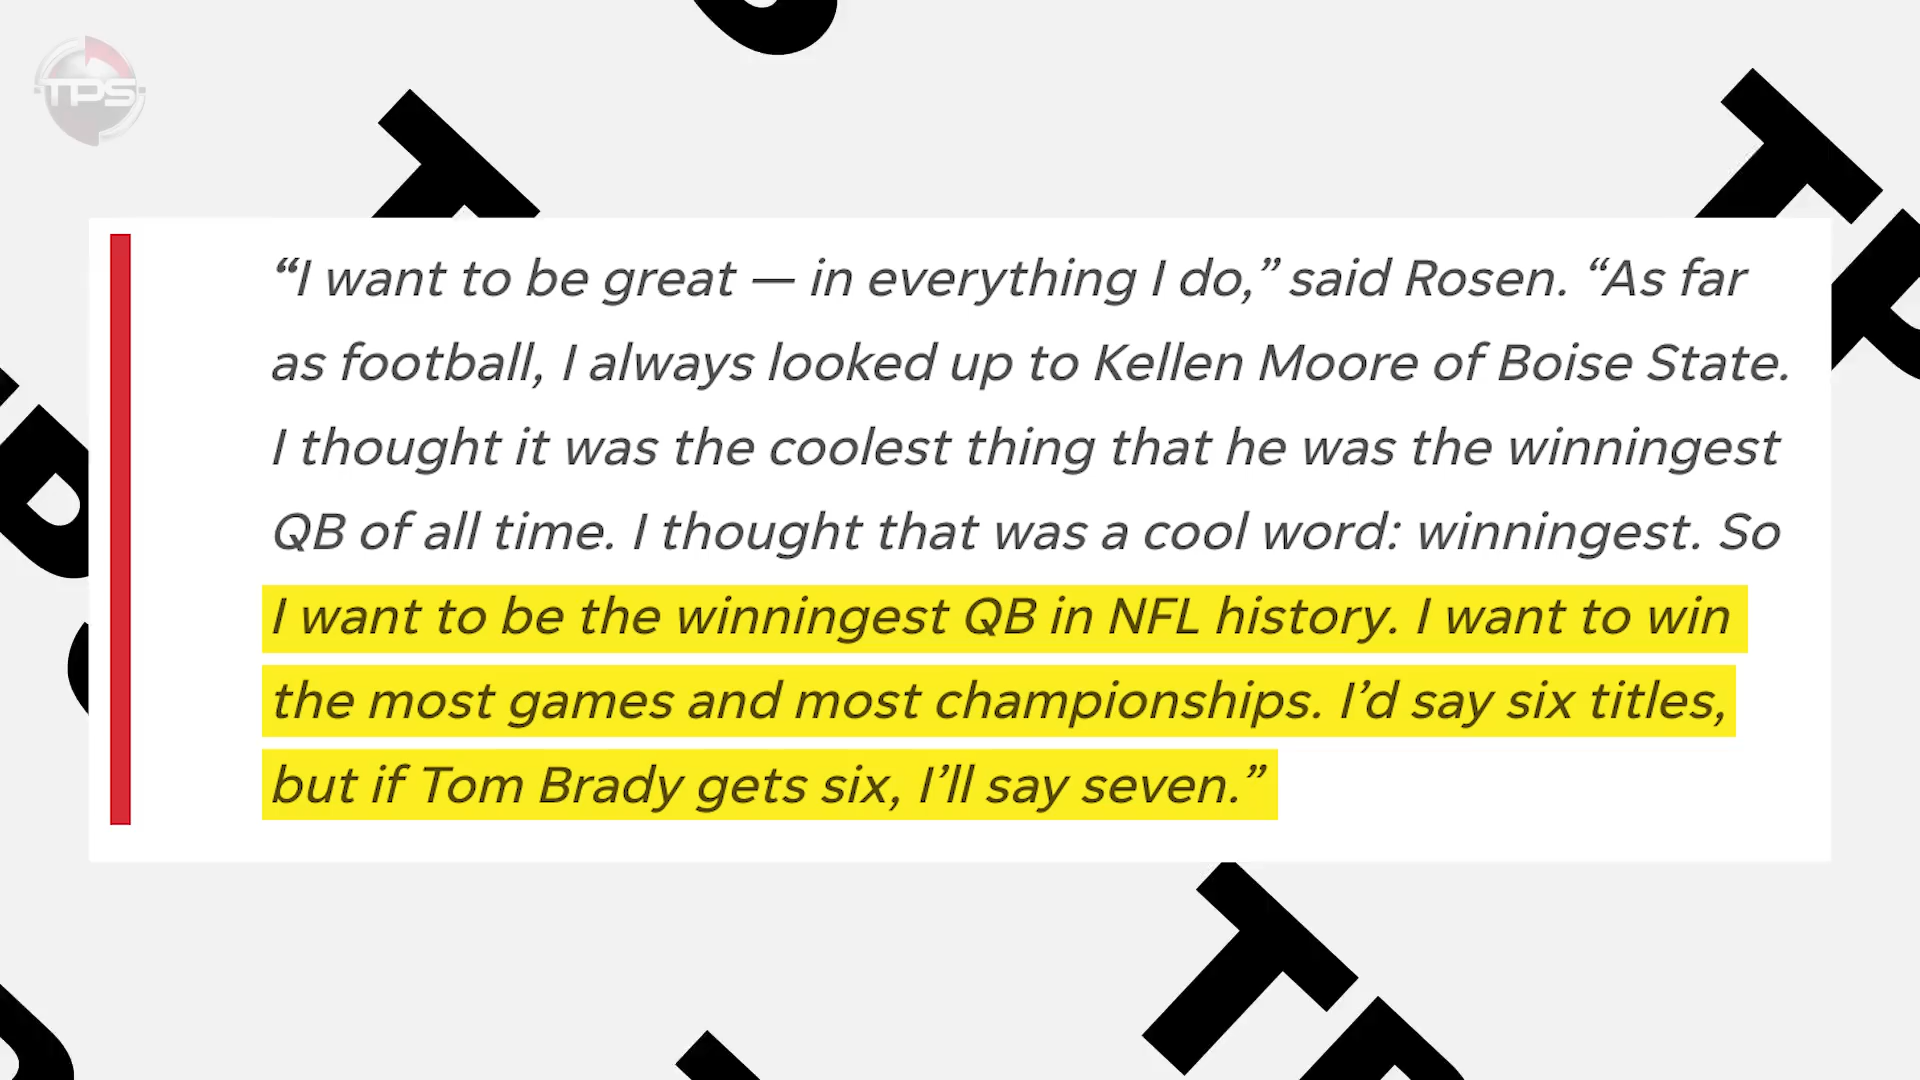 TPS
“I want to be great — in everything I do,” said Rosen. “As far
as football, I always looked up to Kellen Moore of Boise State.
I thought it was the coolest thing that he was the winningest
QB of all time. I thought that was a cool word: winningest. So
I want to be the winningest QB in NFL history. I want to win
the most games and most championships. I’d say six titles,
but if Tom Brady gets six, I’ll say seven.”